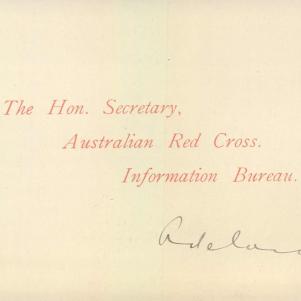 The Hon. Secretary,
Australian Red Cross.
Information Bureau.